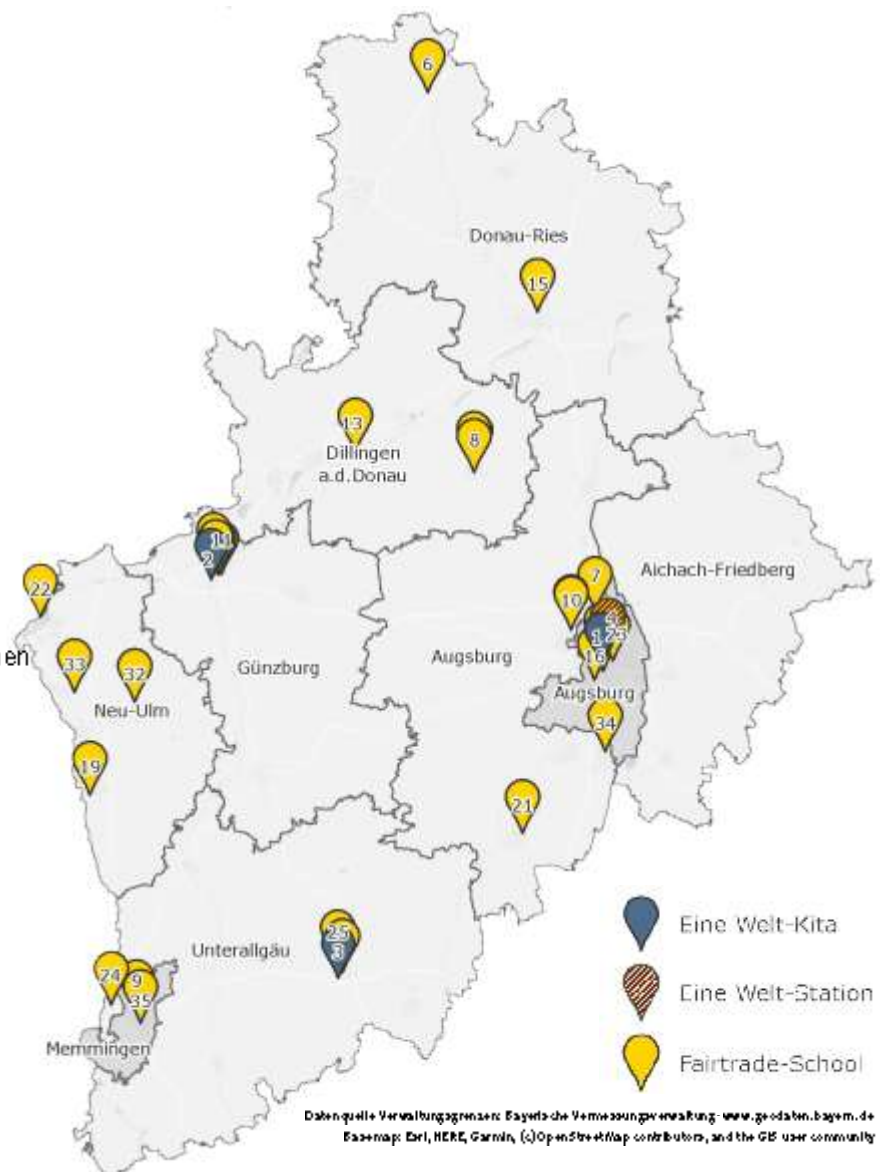 6
Donau-Ries
15
13
8
Dillingen
a.d.Donau
11
2
22
7
10
Aichach-Friedberg
1
23
16
en
33
32
Günzburg
Augsburg
Neu-Ulm
Augsburg
34
19
21
25
3
Unterallgäu
24
9
35
Memmingen
Eine Welt-Kita
Eine Welt-Station
Fairtrade-School
Datenquelle Verwaltungsgrenzen: Bayerische Vermessungsverwaltung - www.geodaten.bayern.de
Basemap: Esri, HERE, Garmin, (c)OpenStreetMap contributors, and the GIS user community